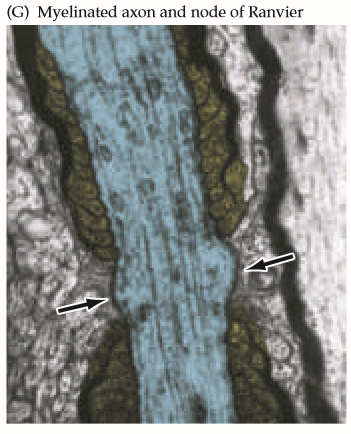 (G) Myelinated axon and node of Ranvier